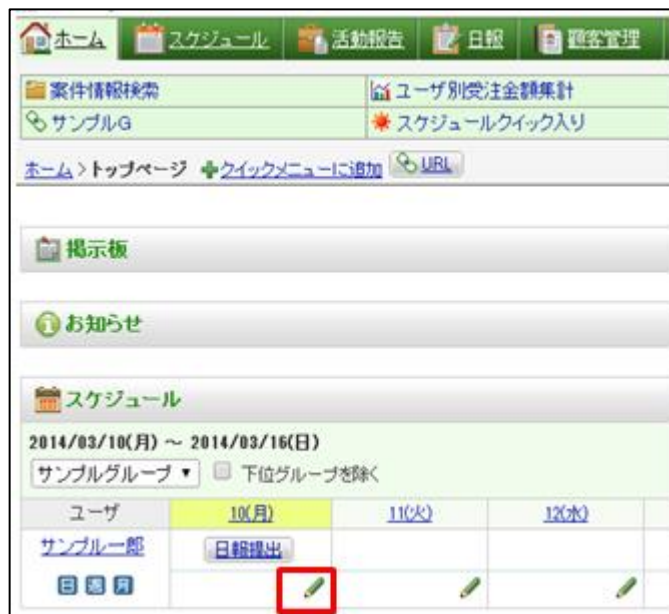 ホーム スケジュール 活動報告 日報 顧客管理
案件情報検索 ユーザ別受注金額集計
サンプルG スケジュールクイック入り
ホーム>トップページ クイックメニューに追加 URL
掲示板
お知らせ
スケジュール
2014/03/10(月) ～ 2014/03/16(日)
サンプルグループ 下位グループを除く
ユーザ 10(月) 11(火) 12(水)
サンプル一郎 日報提出
日 週 月